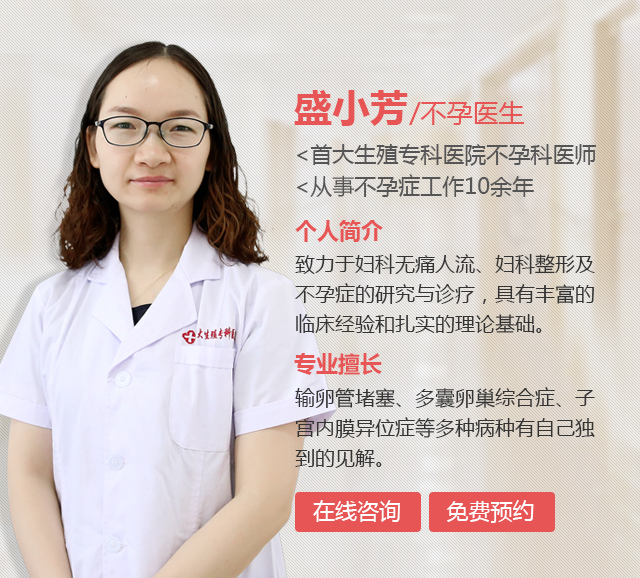 盛小芳/不孕医生
<首大生殖专科医院不孕科医师
<从事不孕症工作10余年
个人简介
致力于妇科无痛人流、妇科整形及
不孕症的研究与诊疗，具有丰富的
临床经验和扎实的理论基础。
大生殖专科
专业擅长
输卵管堵塞、多囊卵巢综合症、子
宫内膜异位症等多种病种有自己独
到的见解。
在线咨询 免费预约